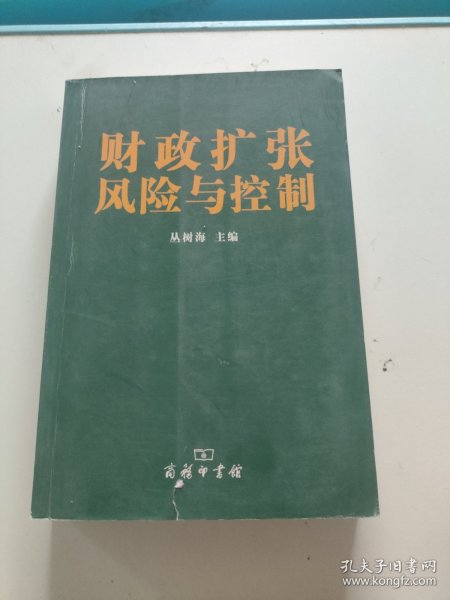 财政扩张
风险与控制
丛树海 主编
商务印书馆
孔夫子旧书网
www.kongfz.com